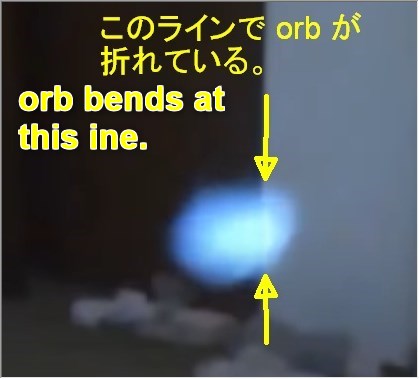 このラインで orb が
折れている。
orb bends at
this ine.